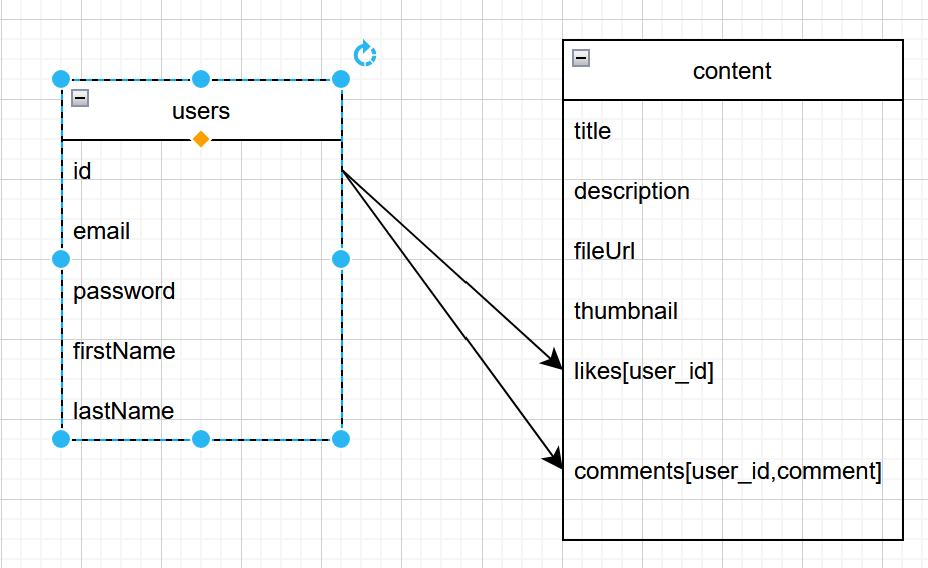 users
id
email
password
firstName
lastName
content
title
description
fileUrl
thumbnail
likes[user_id]
comments[user_id,comment]